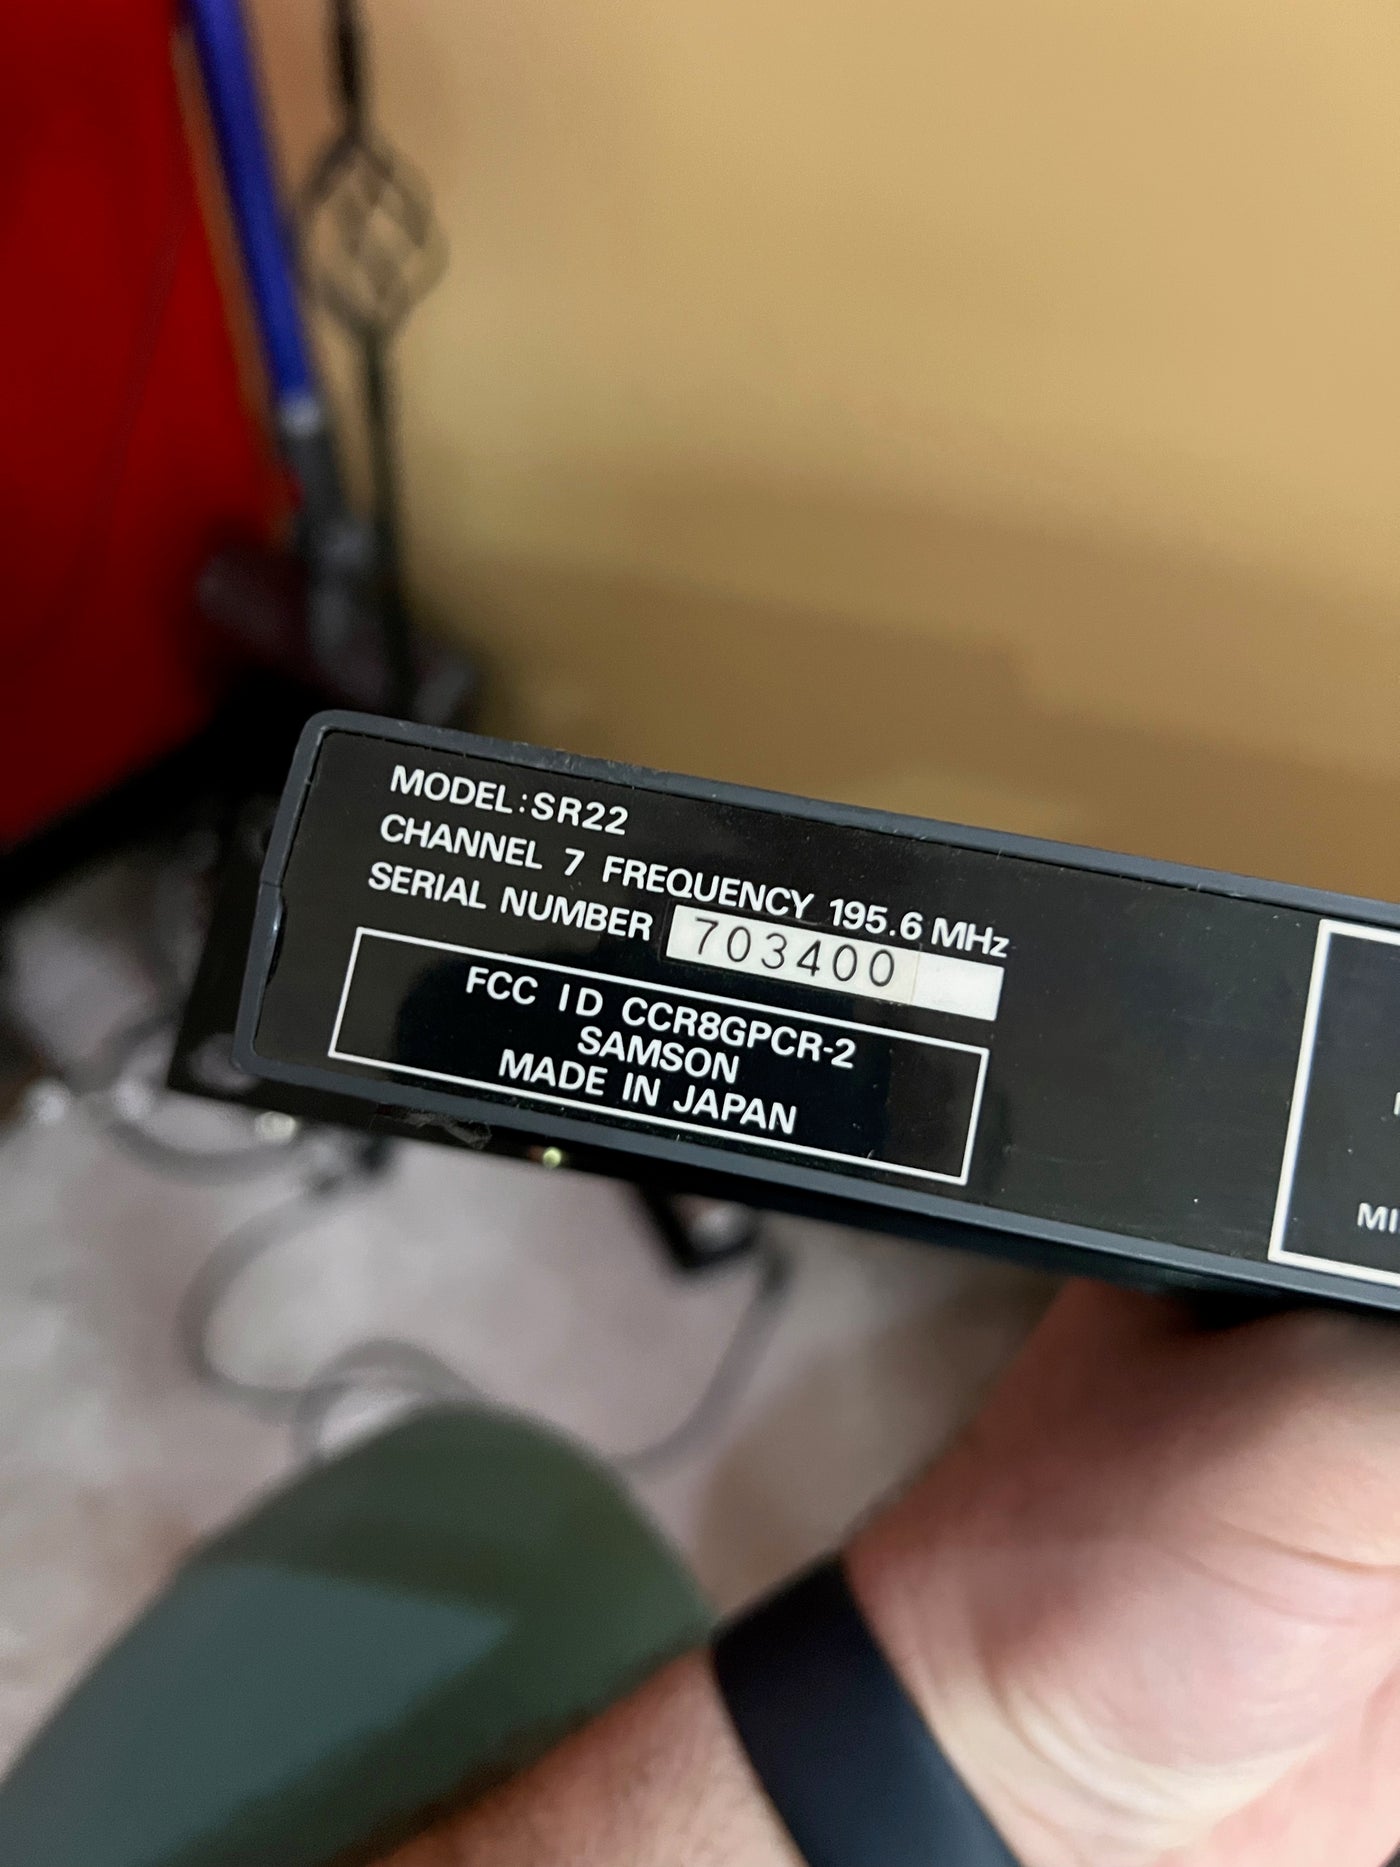 MODEL:SR22
CHANNEL 7 FREQUENCY 195.6 MHz
SERIAL NUMBER 703400
FCC ID CCR8GPCR-2
SAMSON
MADE IN JAPAN